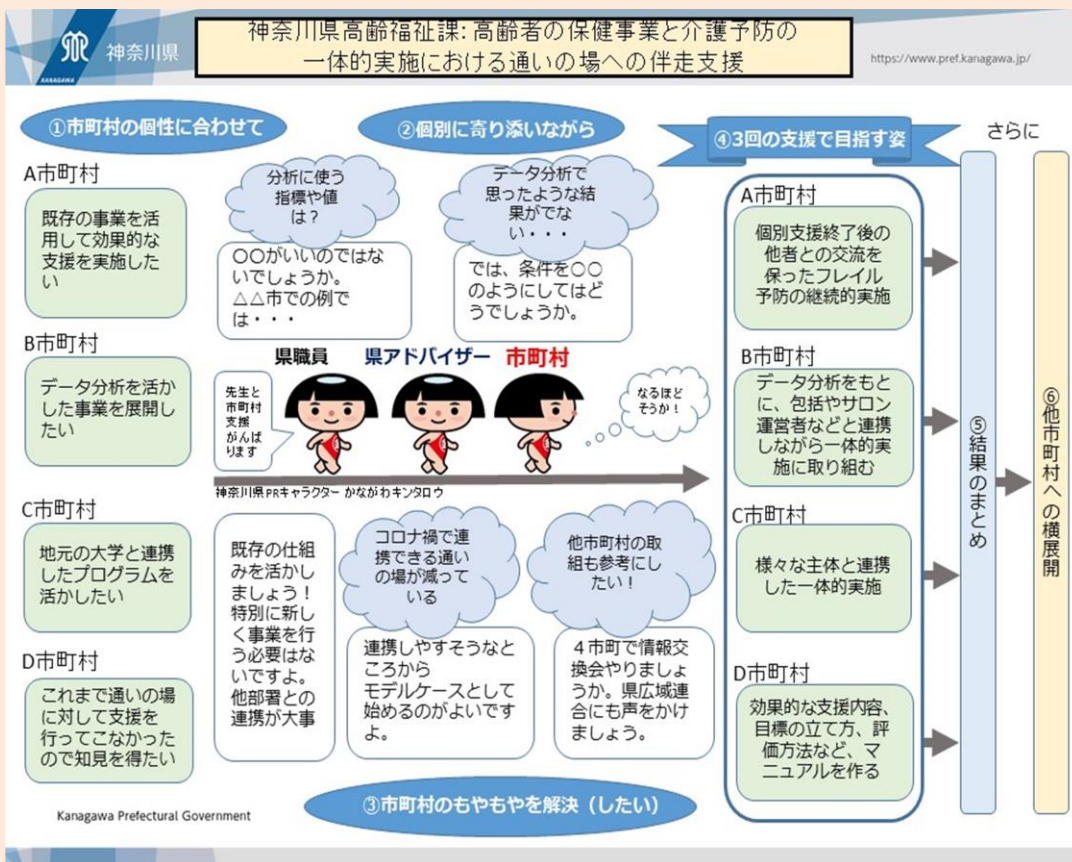 神奈川県
KANAGAWA
神奈川県高齢福祉課:高齢者の保健事業と介護予防の
一体的実施における通いの場への伴走支援
https://www.pref.kanagawa.jp/
①市町村の個性に合わせて
②個別に寄り添いながら
④3回の支援で目指す姿
さらに
A市町村
既存の事業を活
用して効果的な
支援を実施した
い
B市町村
データ分析を活か
した事業を展開し
たい
C市町村
地元の大学と連携
したプログラムを
活かしたい
D市町村
これまで通いの場
に対して支援を
行ってこなかった
ので知見を得たい
分析に使う
指標や値
は？
〇〇がいいのではな
いでしょうか。
△△市での例で
は・・・
データ分析で
思ったような結
果がでな
い・・・
では、条件を〇〇
のようにしてはど
うでしょうか。
県職員
県アドバイザー
市町村
先生と
市町村
支援
がんば
ります
なるほど
そうか！
神奈川県PRキャラクター かながわキンタロウ
既存の仕組
みを活かし
ましょう！
特別に新し
く事業を行
う必要はな
いですよ。
他部署との
連携が大事
コロナ禍で連
携できる通い
の場が減って
いる
連携しやすそうなと
ころから
モデルケースとして
始めるのがよいです
よ。
他市町村の取
組も参考にし
たい！
４市町で情報交
換会やりましょ
うか。県広域連
合にも声をかけ
ましょう。
③市町村のもやもやを解決（したい）
A市町村
個別支援終了後の
他者との交流を
保ったフレイル
予防の継続的実施
B市町村
データ分析をもと
に、包括やサロン
運営者などと連携
しながら一体的実
施に取り組む
C市町村
様々な主体と連携
した一体的実施
D市町村
効果的な支援内容、
目標の立て方、評
価方法など、マ
ニュアルを作る
⑤結果のまとめ
⑥他市町村への横展開
Kanagawa Prefectural Government